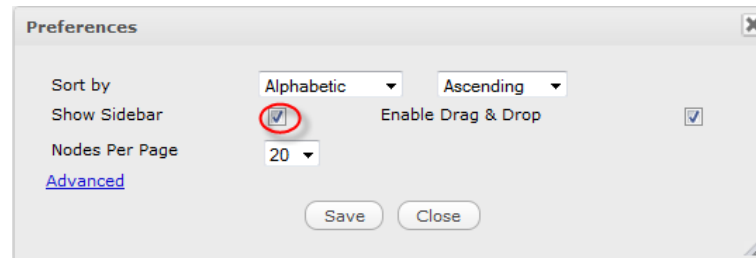 Preferences
Sort by Alphabetic Ascending
Show Sidebar Enable Drag & Drop
Nodes Per Page 20
Advanced
Save Close